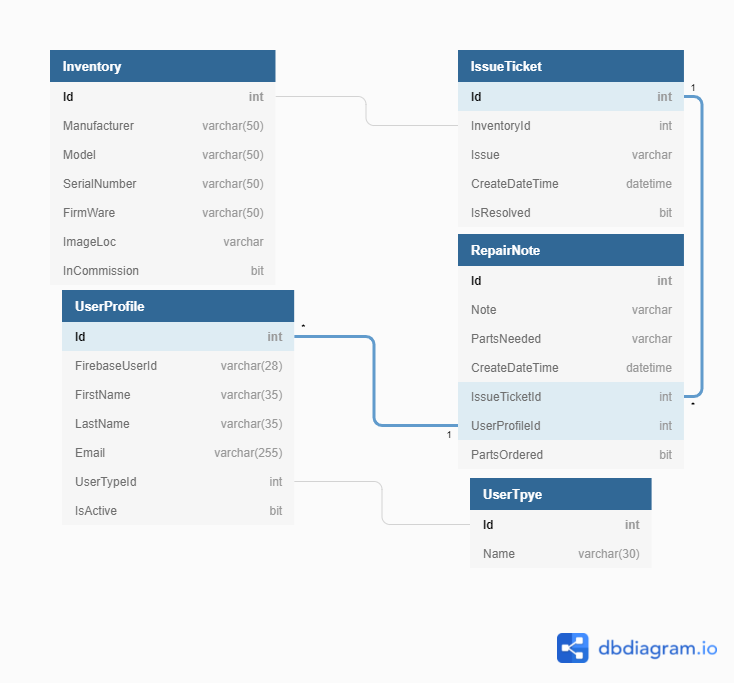 Inventory
Id int
Manufacturer varchar(50)
Model varchar(50)
SerialNumber varchar(50)
FirmWare varchar(50)
ImageLoc varchar
InCommission bit
IssueTicket
Id int
1
InventoryId int
Issue varchar
CreateDateTime datetime
IsResolved bit
RepairNote
Id int
Note varchar
PartsNeeded varchar
CreateDateTime datetime
IssueTicketId int
*
UserProfileId int
1
PartsOrdered bit
UserProfile
*
Id int
FirebaseUserId varchar(28)
FirstName varchar(35)
LastName varchar(35)
Email varchar(255)
UserTypeId int
IsActive bit
UserTpye
Id int
Name varchar(30)
dbdiagram.io